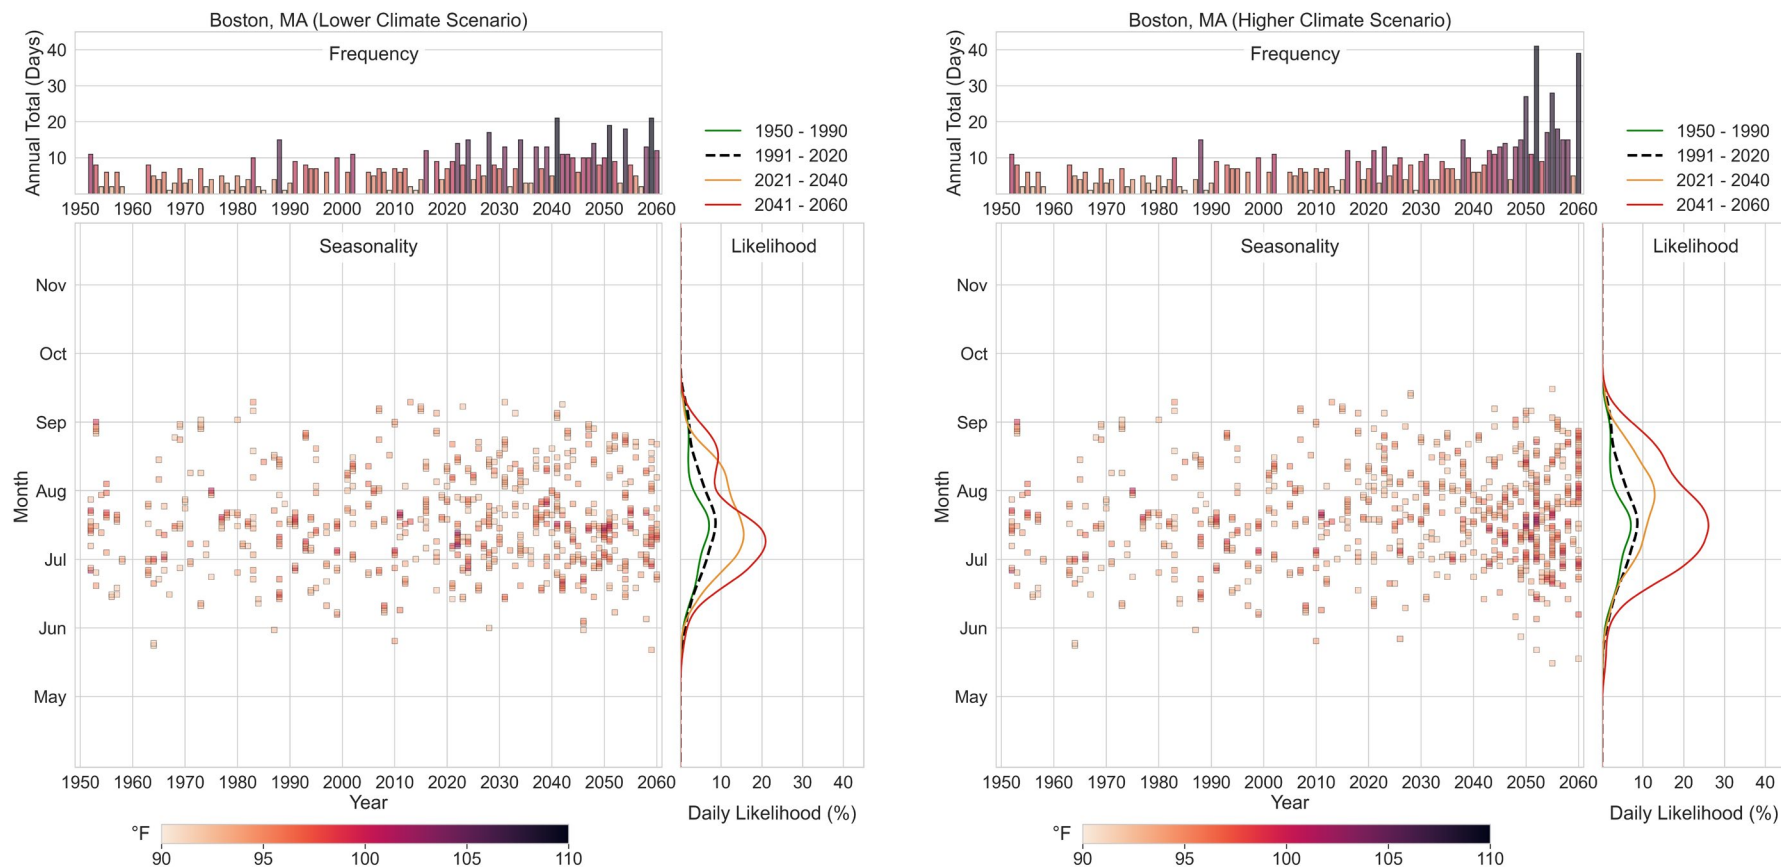 Boston, MA (Lower Climate Scenario)
Frequency
Annual Total (Days)
40
30
20
10
1950 1960 1970 1980 1990 2000 2010 2020 2030 2040 2050 2060
1950 - 1990
1991 - 2020
2021 - 2040
2041 - 2060
Seasonality
Likelihood
Month
Nov
Oct
Sep
Aug
Jul
Jun
May
1950 1960 1970 1980 1990 2000 2010 2020 2030 2040 2050 2060
Year
10 20 30 40
Daily Likelihood (%)
°F
90 95 100 105 110
Boston, MA (Higher Climate Scenario)
Frequency
Annual Total (Days)
40
30
20
10
1950 1960 1970 1980 1990 2000 2010 2020 2030 2040 2050 2060
1950 - 1990
1991 - 2020
2021 - 2040
2041 - 2060
Seasonality
Likelihood
Month
Nov
Oct
Sep
Aug
Jul
Jun
May
1950 1960 1970 1980 1990 2000 2010 2020 2030 2040 2050 2060
Year
10 20 30 40
Daily Likelihood (%)
°F
90 95 100 105 110